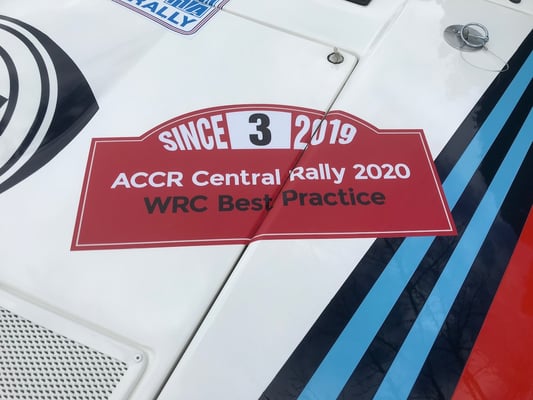 RALLY
SINCE 3 2019
ACCR Central Rally 2020
WRC Best Practice